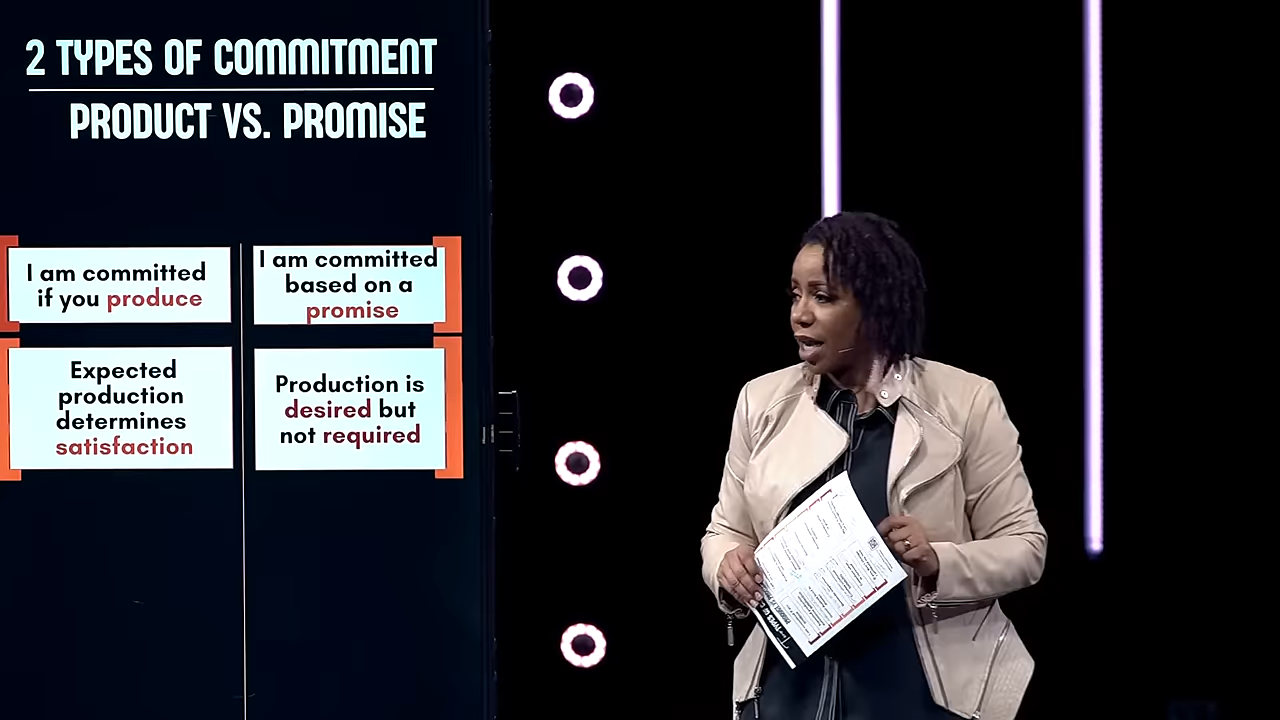 2 TYPES OF COMMITMENT
PRODUCT VS. PROMISE
I am committed
if you produce
I am committed
based on a
promise
Expected
production
determines
satisfaction
Production is
desired but
not required